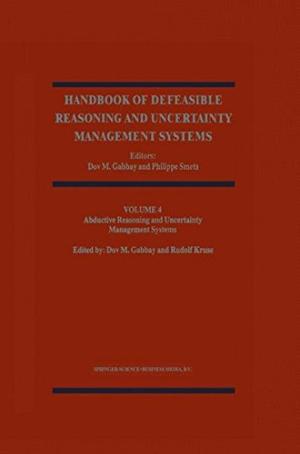 HANDBOOK OF DEFEASIBLE
REASONING AND UNCERTAINTY
MANAGEMENT SYSTEMS
Editors:
Dov M. Gabbay and Philippe Smets
VOLUME 4
Abductive Reasoning and Uncertainty
Management Systems
Edited by: Dov M. Gabbay and Rudolf Kruse
SPRINGER-SCIENCE+BUSINESS MEDIA, B.V.